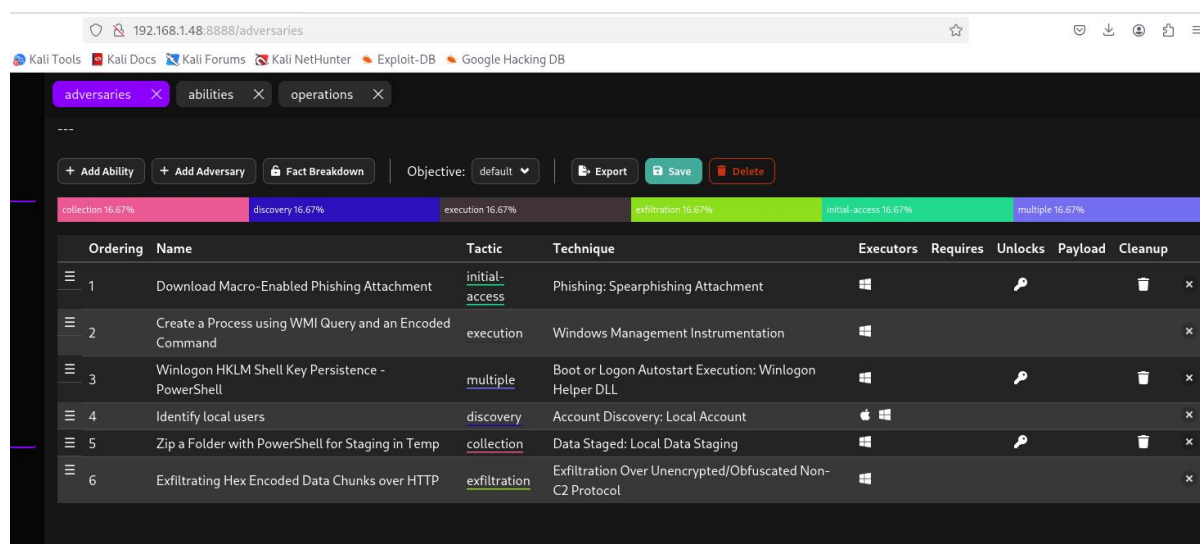 192.168.1.48:8888/adversaries
Kali Tools Kali Docs Kali Forums Kali NetHunter Exploit-DB Google Hacking DB
adversaries abilities operations
---
+ Add Ability + Add Adversary Fact Breakdown Objective: default Export Save Delete
collection 16.67% discovery 16.67% execution 16.67% exfiltration 16.67% initial-access 16.67% multiple 16.67%
Ordering Name Tactic Technique Executors Requires Unlocks Payload Cleanup
1 Download Macro-Enabled Phishing Attachment initial-access Phishing: Spearphishing Attachment
2 Create a Process using WMI Query and an Encoded Command execution Windows Management Instrumentation
3 Winlogon HKLM Shell Key Persistence - PowerShell multiple Boot or Logon Autostart Execution: Winlogon Helper DLL
4 Identify local users discovery Account Discovery: Local Account
5 Zip a Folder with PowerShell for Staging in Temp collection Data Staged: Local Data Staging
6 Exfiltrating Hex Encoded Data Chunks over HTTP exfiltration Exfiltration Over Unencrypted/Obfuscated Non-C2 Protocol